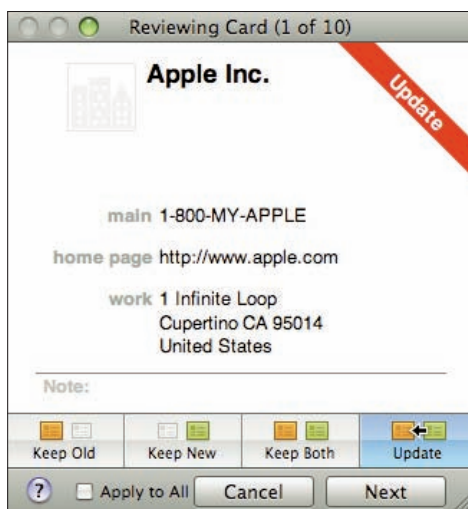 Reviewing Card (1 of 10)
Apple Inc.
Update
main 1-800-MY-APPLE
home page http://www.apple.com
work 1 Infinite Loop
Cupertino CA 95014
United States
Note:
Keep Old Keep New Keep Both Update
? Apply to All Cancel Next